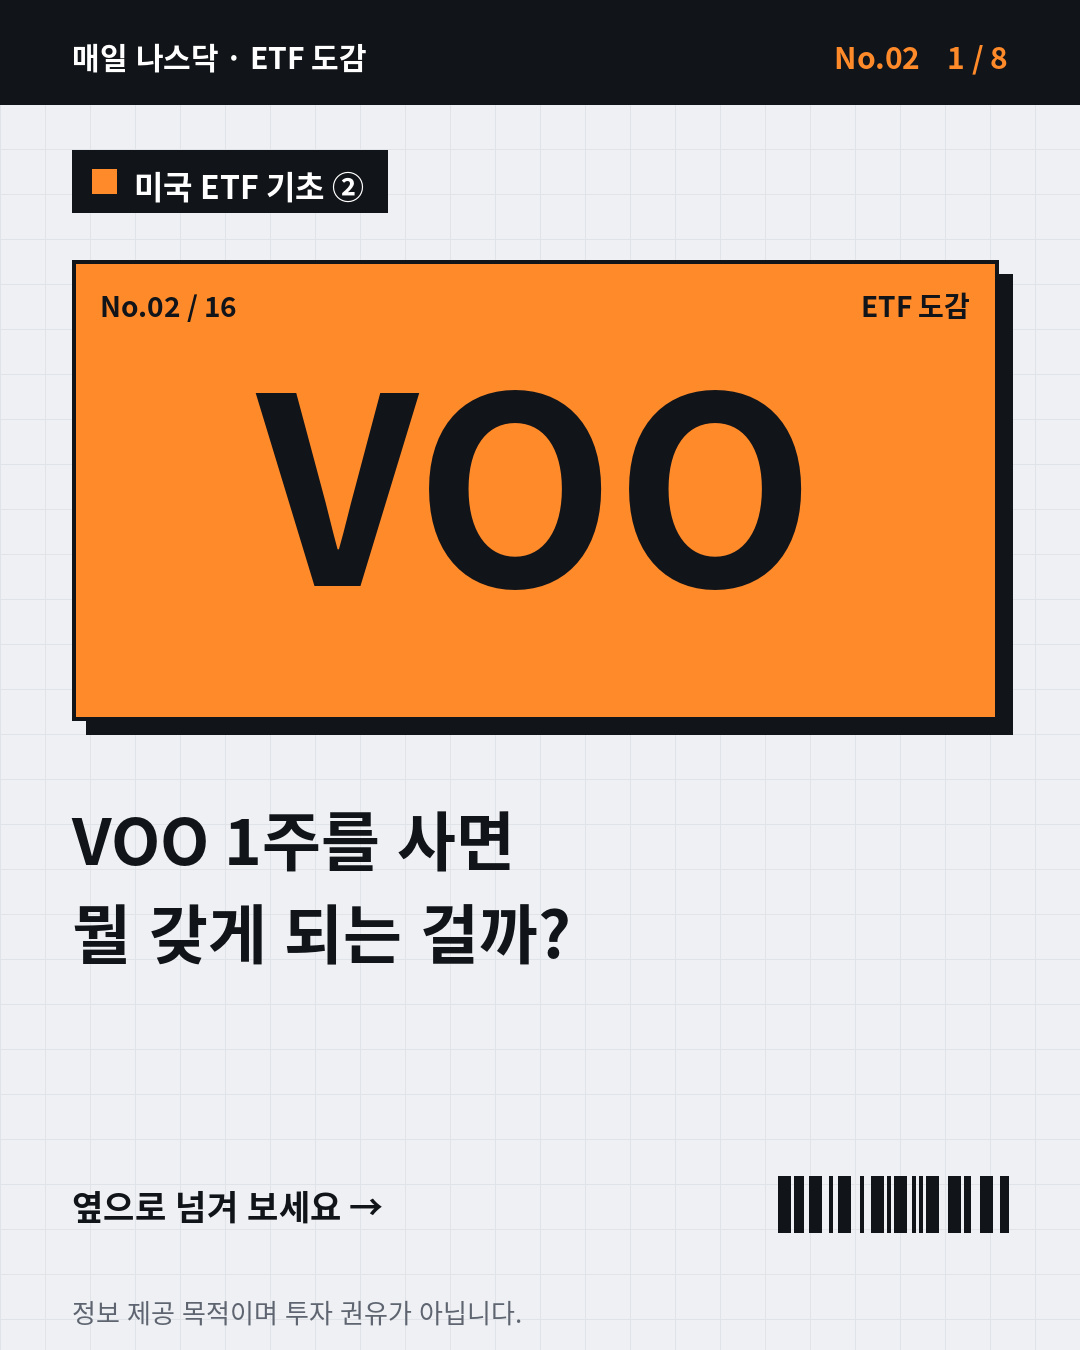 매일 나스닥 · ETF 도감
No.02 1 / 8
미국 ETF 기초 ②
No.02 / 16
ETF 도감
VOO
VOO 1주를 사면
뭘 갖게 되는 걸까?
옆으로 넘겨 보세요 →
정보 제공 목적이며 투자 권유가 아닙니다.